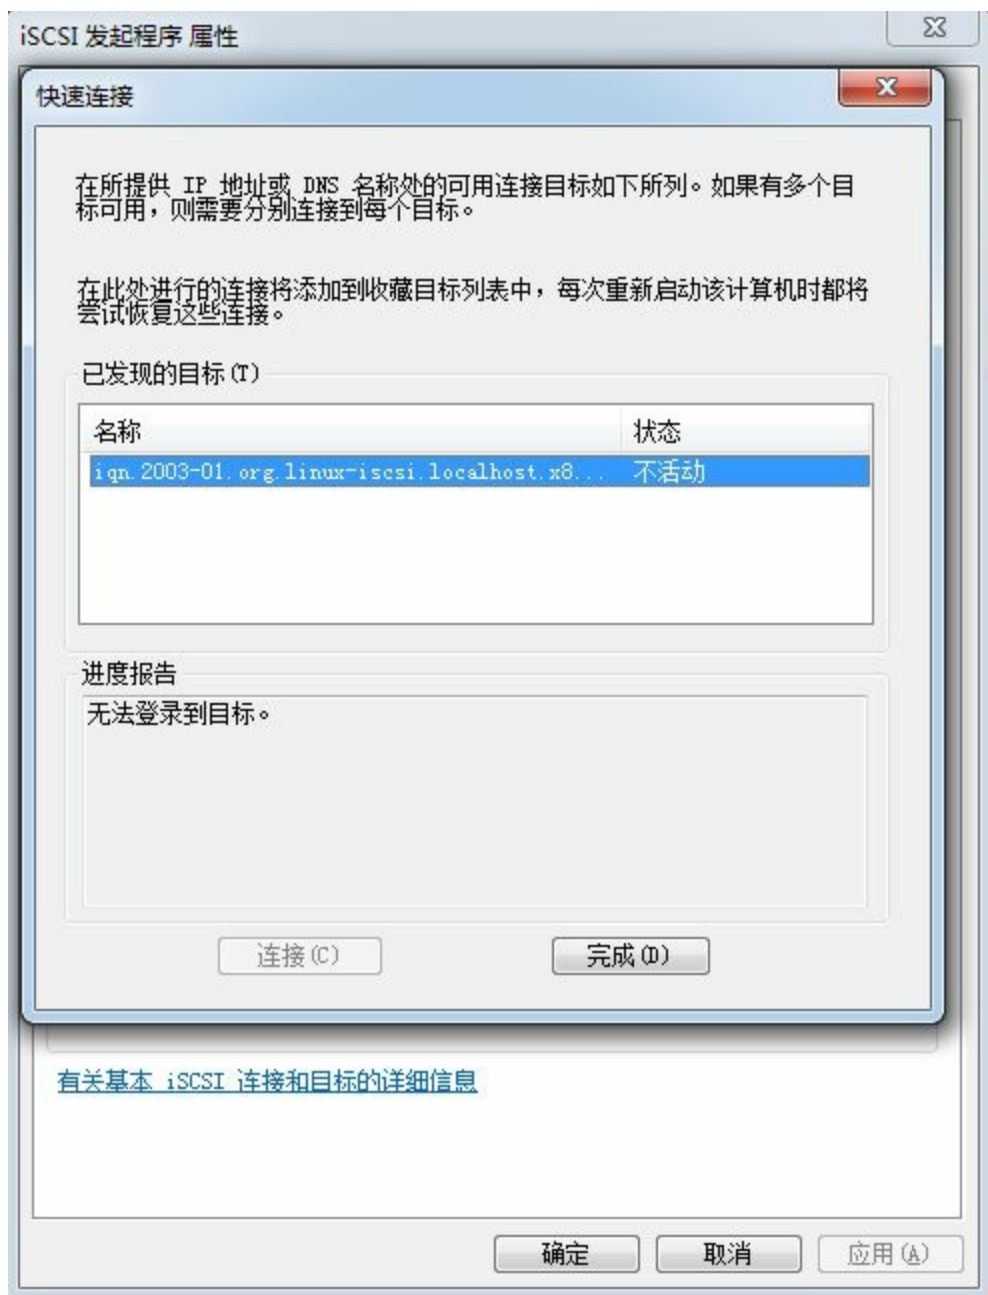 iSCSI 发起程序 属性
快速连接
在所提供 IP 地址或 DNS 名称处的可用连接目标如下所列。如果有多个目
标可用，则需要分别连接到每个目标。
在此处进行的连接将添加到收藏目标列表中，每次重新启动该计算机时都将
尝试恢复这些连接。
已发现的目标(T)
名称 状态
iqn.2003-01.org.linux-iscsi.localhost.x8... 不活动
进度报告
无法登录到目标。
连接(C) 完成(D)
有关基本 iSCSI 连接和目标的详细信息
确定 取消 应用(A)